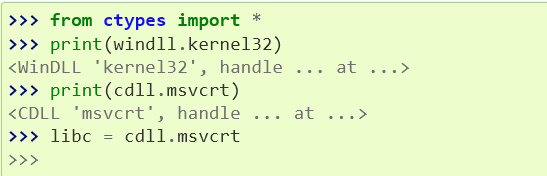 >>> from ctypes import *
>>> print(windll.kernel32)
<WinDLL 'kernel32', handle ... at ...>
>>> print(cdll.msvcrt)
<CDLL 'msvcrt', handle ... at ...>
>>> libc = cdll.msvcrt
>>>